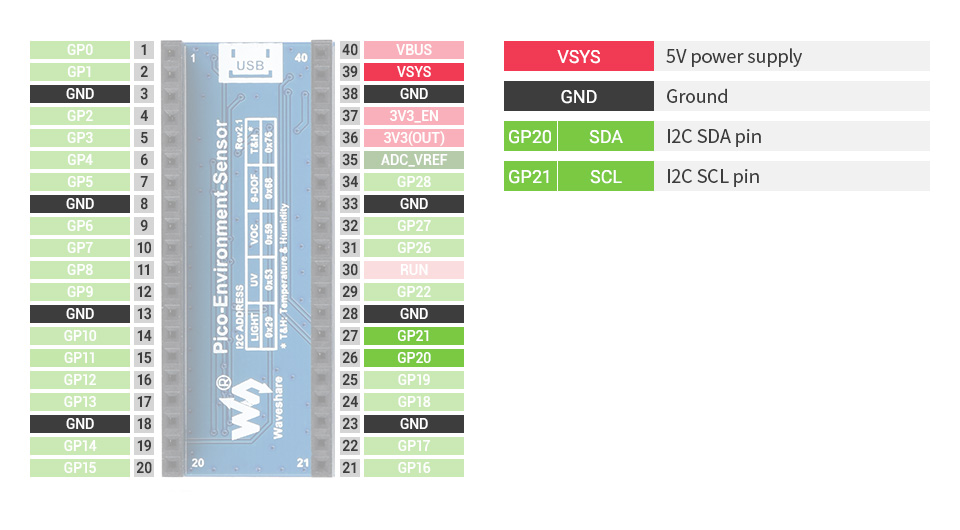 GP0 1
GP1 2
GND 3
GP2 4
GP3 5
GP4 6
GP5 7
GND 8
GP6 9
GP7 10
GP8 11
GP9 12
GND 13
GP10 14
GP11 15
GP12 16
GP13 17
GND 18
GP14 19
GP15 20
1
USB
40
Pico-Environment-Sensor
Rev2.1
I2C ADDRESS
LIGHT UV VOC 9-DOF T&H*
0x29 0x53 0x59 0x68 0x76
* T&H: Temperature & Humidity
®
Waveshare
20
21
40 VBUS
39 VSYS
38 GND
37 3V3_EN
36 3V3(OUT)
35 ADC_VREF
34 GP28
33 GND
32 GP27
31 GP26
30 RUN
29 GP22
28 GND
27 GP21
26 GP20
25 GP19
24 GP18
23 GND
22 GP17
21 GP16
VSYS 5V power supply
GND Ground
GP20 SDA I2C SDA pin
GP21 SCL I2C SCL pin